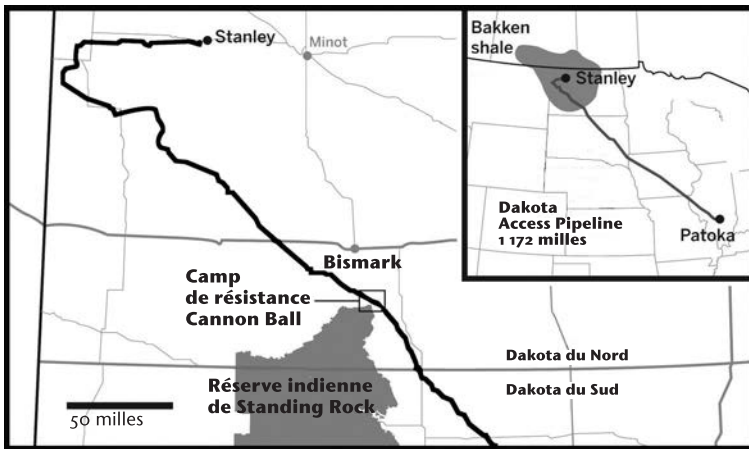 Stanley
Minot
Bismark
Camp
de résistance
Cannon Ball
Réserve indienne
de Standing Rock
50 milles
Dakota du Nord
Dakota du Sud
Bakken
shale
Stanley
Dakota
Access Pipeline
1 172 milles
Patoka